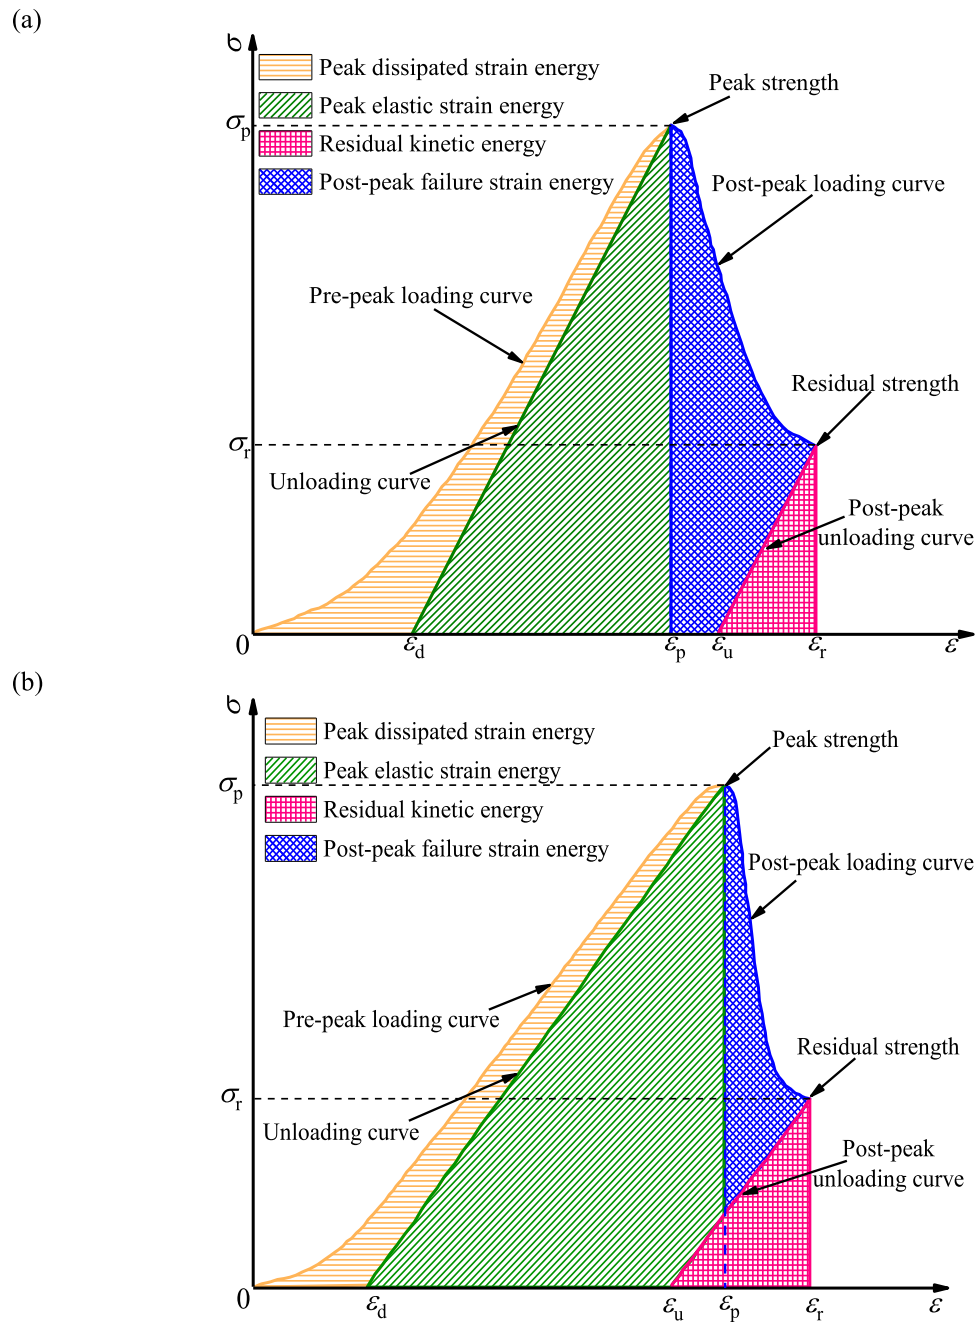 (a)
σ
Peak dissipated strain energy
Peak elastic strain energy
Residual kinetic energy
Post-peak failure strain energy
Peak strength
σp
Post-peak loading curve
Pre-peak loading curve
Residual strength
σr
Unloading curve
Post-peak
unloading curve
0
εd
εp
εu
εr
ε
(b)
σ
Peak dissipated strain energy
Peak elastic strain energy
Residual kinetic energy
Post-peak failure strain energy
Peak strength
σp
Post-peak loading curve
Pre-peak loading curve
Residual strength
σr
Unloading curve
Post-peak
unloading curve
0
εd
εu
εp
εr
ε